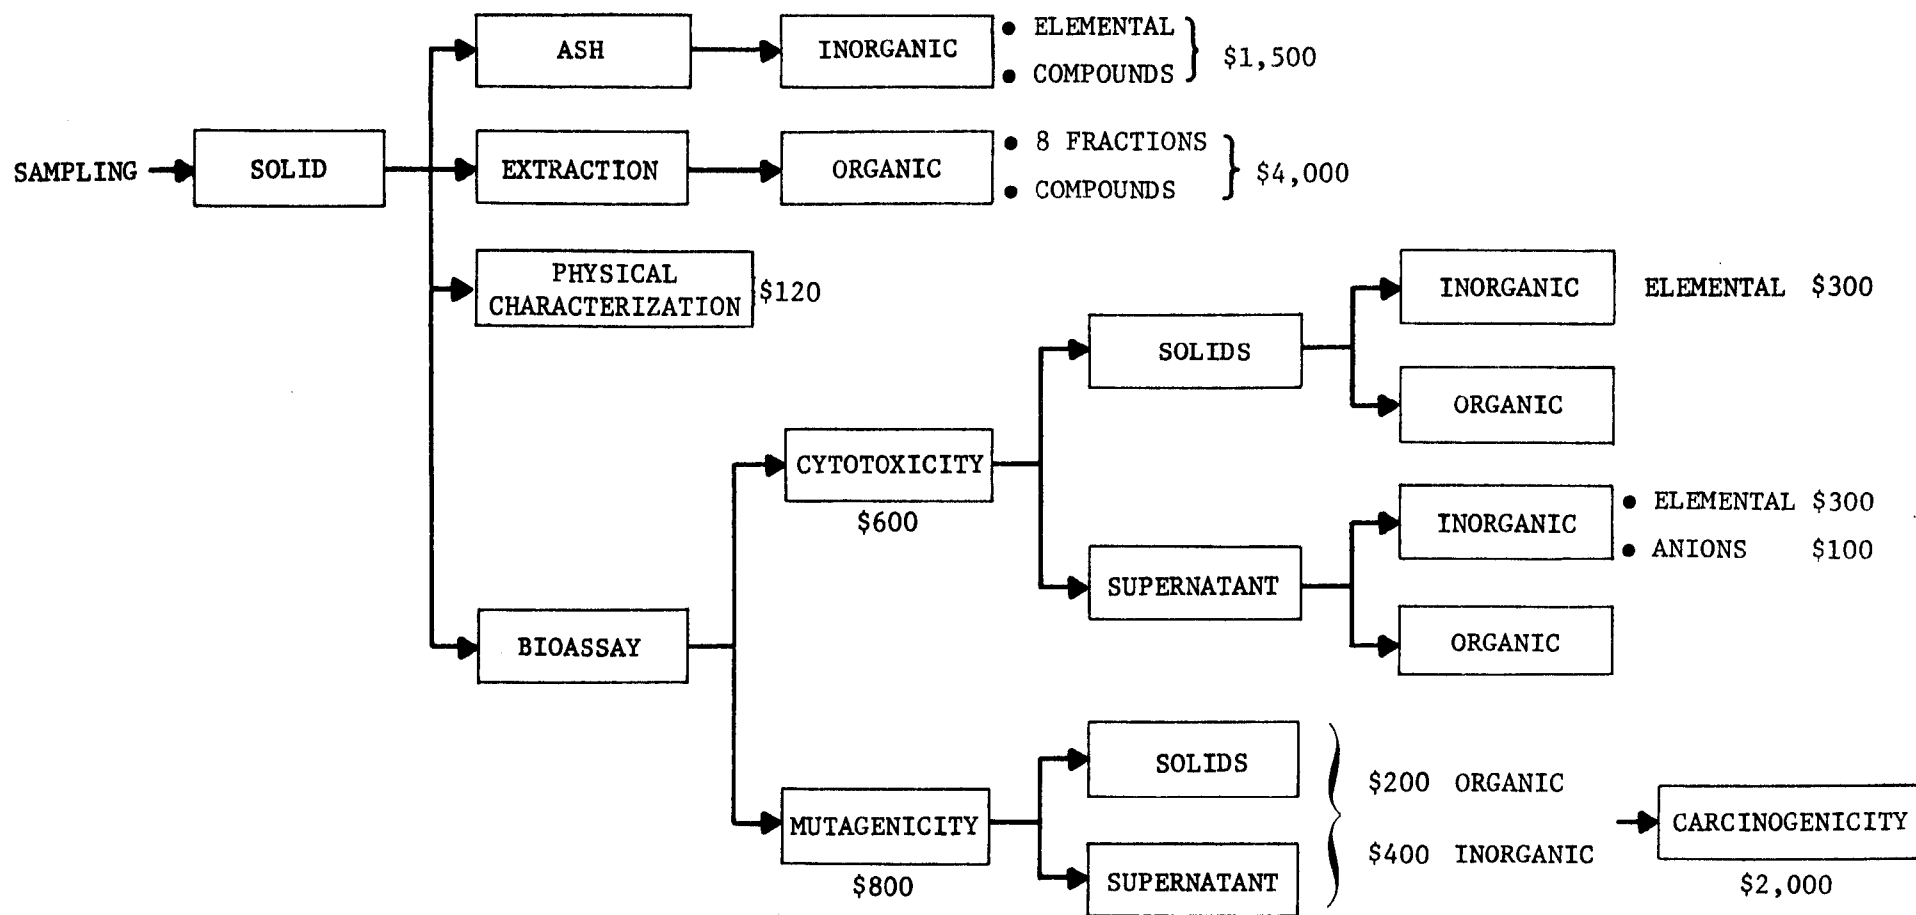 ASH
INORGANIC
• ELEMENTAL
• COMPOUNDS
$1,500
SAMPLING
SOLID
EXTRACTION
ORGANIC
• 8 FRACTIONS
• COMPOUNDS
$4,000
PHYSICAL
CHARACTERIZATION
$120
BIOASSAY
CYTOTOXICITY
$600
SOLIDS
INORGANIC
ELEMENTAL $300
ORGANIC
SUPERNATANT
INORGANIC
• ELEMENTAL $300
• ANIONS $100
ORGANIC
MUTAGENICITY
$800
SOLIDS
SUPERNATANT
$200 ORGANIC
$400 INORGANIC
CARCINOGENICITY
$2,000